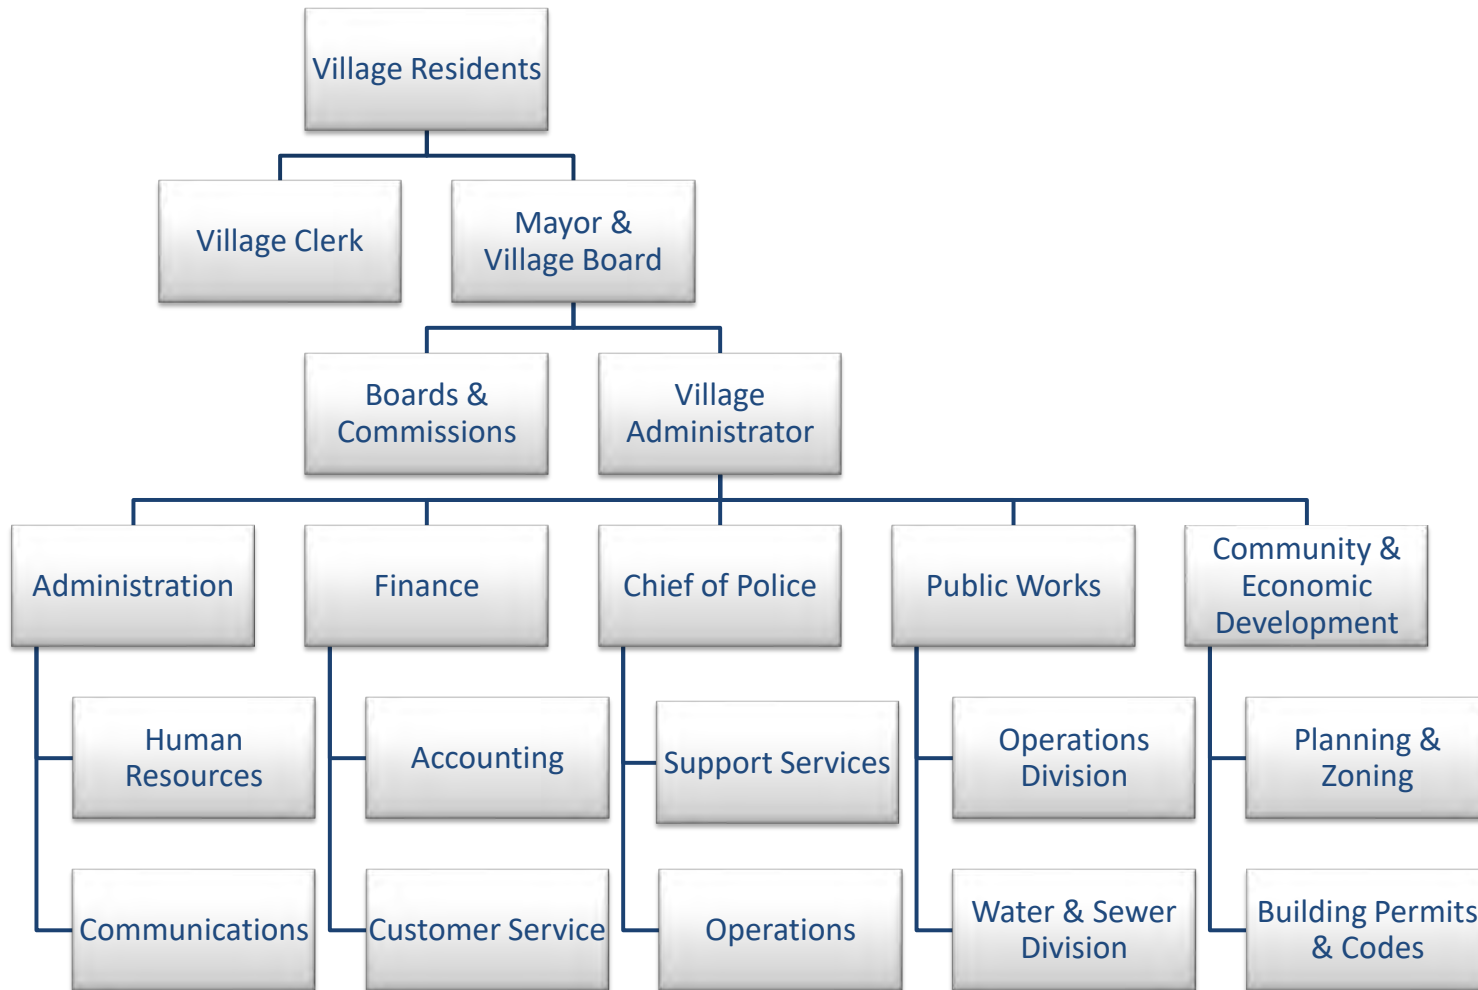 Village Residents
Village Clerk
Mayor &
Village Board
Boards &
Commissions
Village
Administrator
Administration
Finance
Chief of Police
Public Works
Community &
Economic
Development
Human
Resources
Accounting
Support Services
Operations
Division
Planning &
Zoning
Communications
Customer Service
Operations
Water & Sewer
Division
Building Permits
& Codes